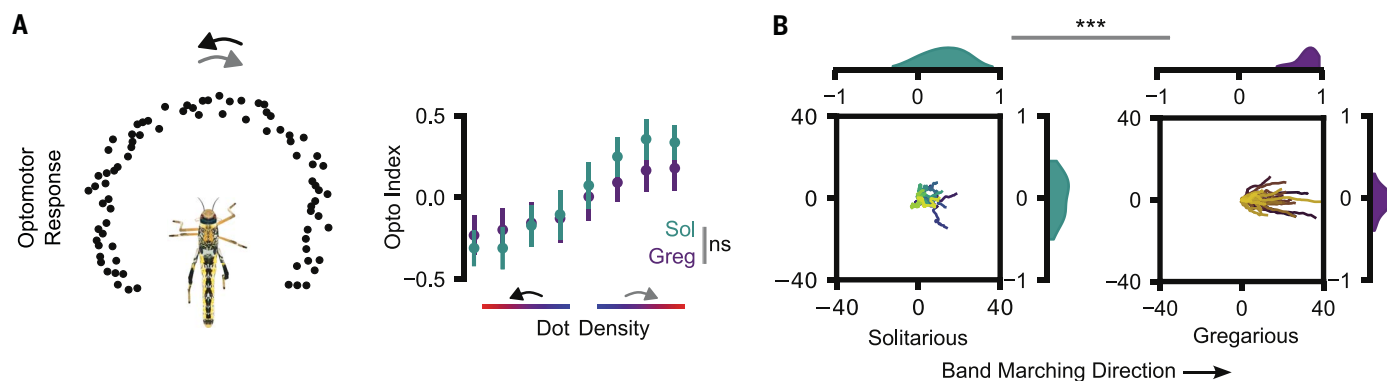 A
Optomotor
Response
Opto Index
0.5
0.0
−0.5
Sol
Greg
ns
Dot Density
B
***
−1
0
1
−1
0
1
40
0
−40
−40
0
40
1
0
−1
Solitarious
40
0
−40
−40
0
40
1
0
−1
Gregarious
Band Marching Direction